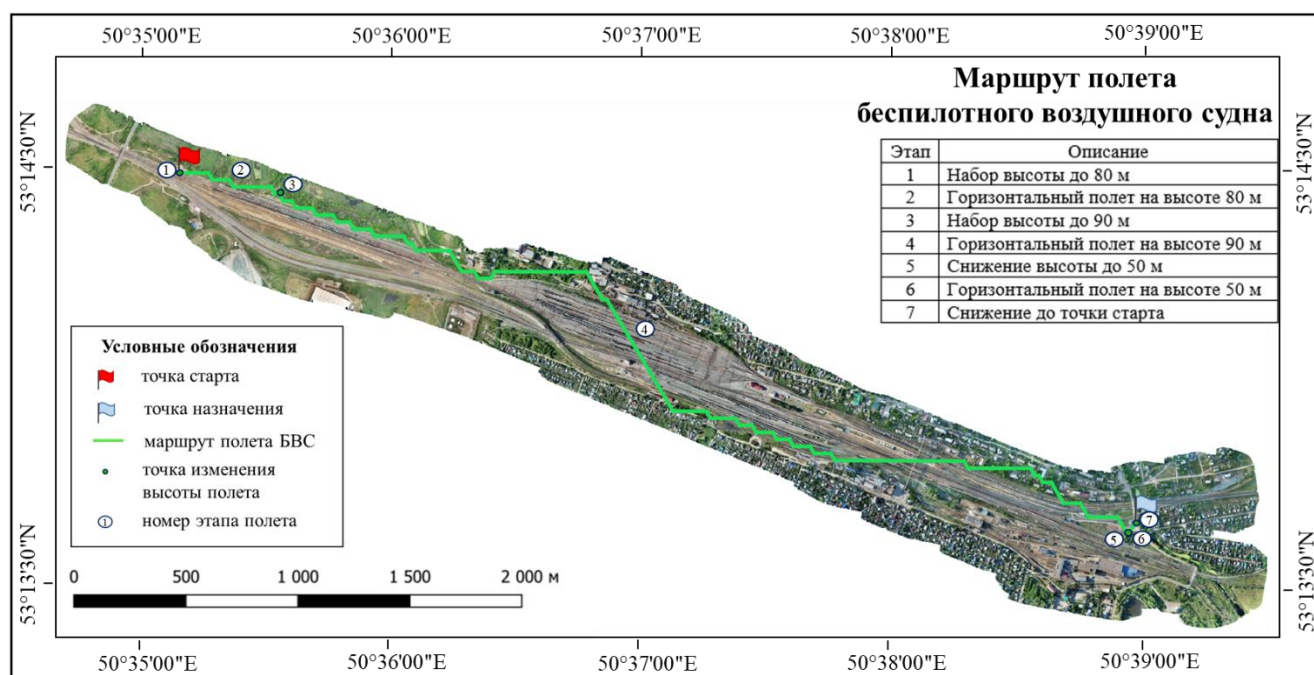 50°35'00"E 50°36'00"E 50°37'00"E 50°38'00"E 50°39'00"E
Маршрут полета
беспилотного воздушного судна
Этап Описание
1 Набор высоты до 80 м
2 Горизонтальный полет на высоте 80 м
3 Набор высоты до 90 м
4 Горизонтальный полет на высоте 90 м
5 Снижение высоты до 50 м
6 Горизонтальный полет на высоте 50 м
7 Снижение до точки старта
53°14'30"N
53°14'30"N
1
2
3
4
5
6
7
Условные обозначения
точка старта
точка назначения
маршрут полета БВС
точка изменения
высоты полета
1 номер этапа полета
0 500 1 000 1 500 2 000 м
53°13'30"N
53°13'30"N
50°35'00"E 50°36'00"E 50°37'00"E 50°38'00"E 50°39'00"E